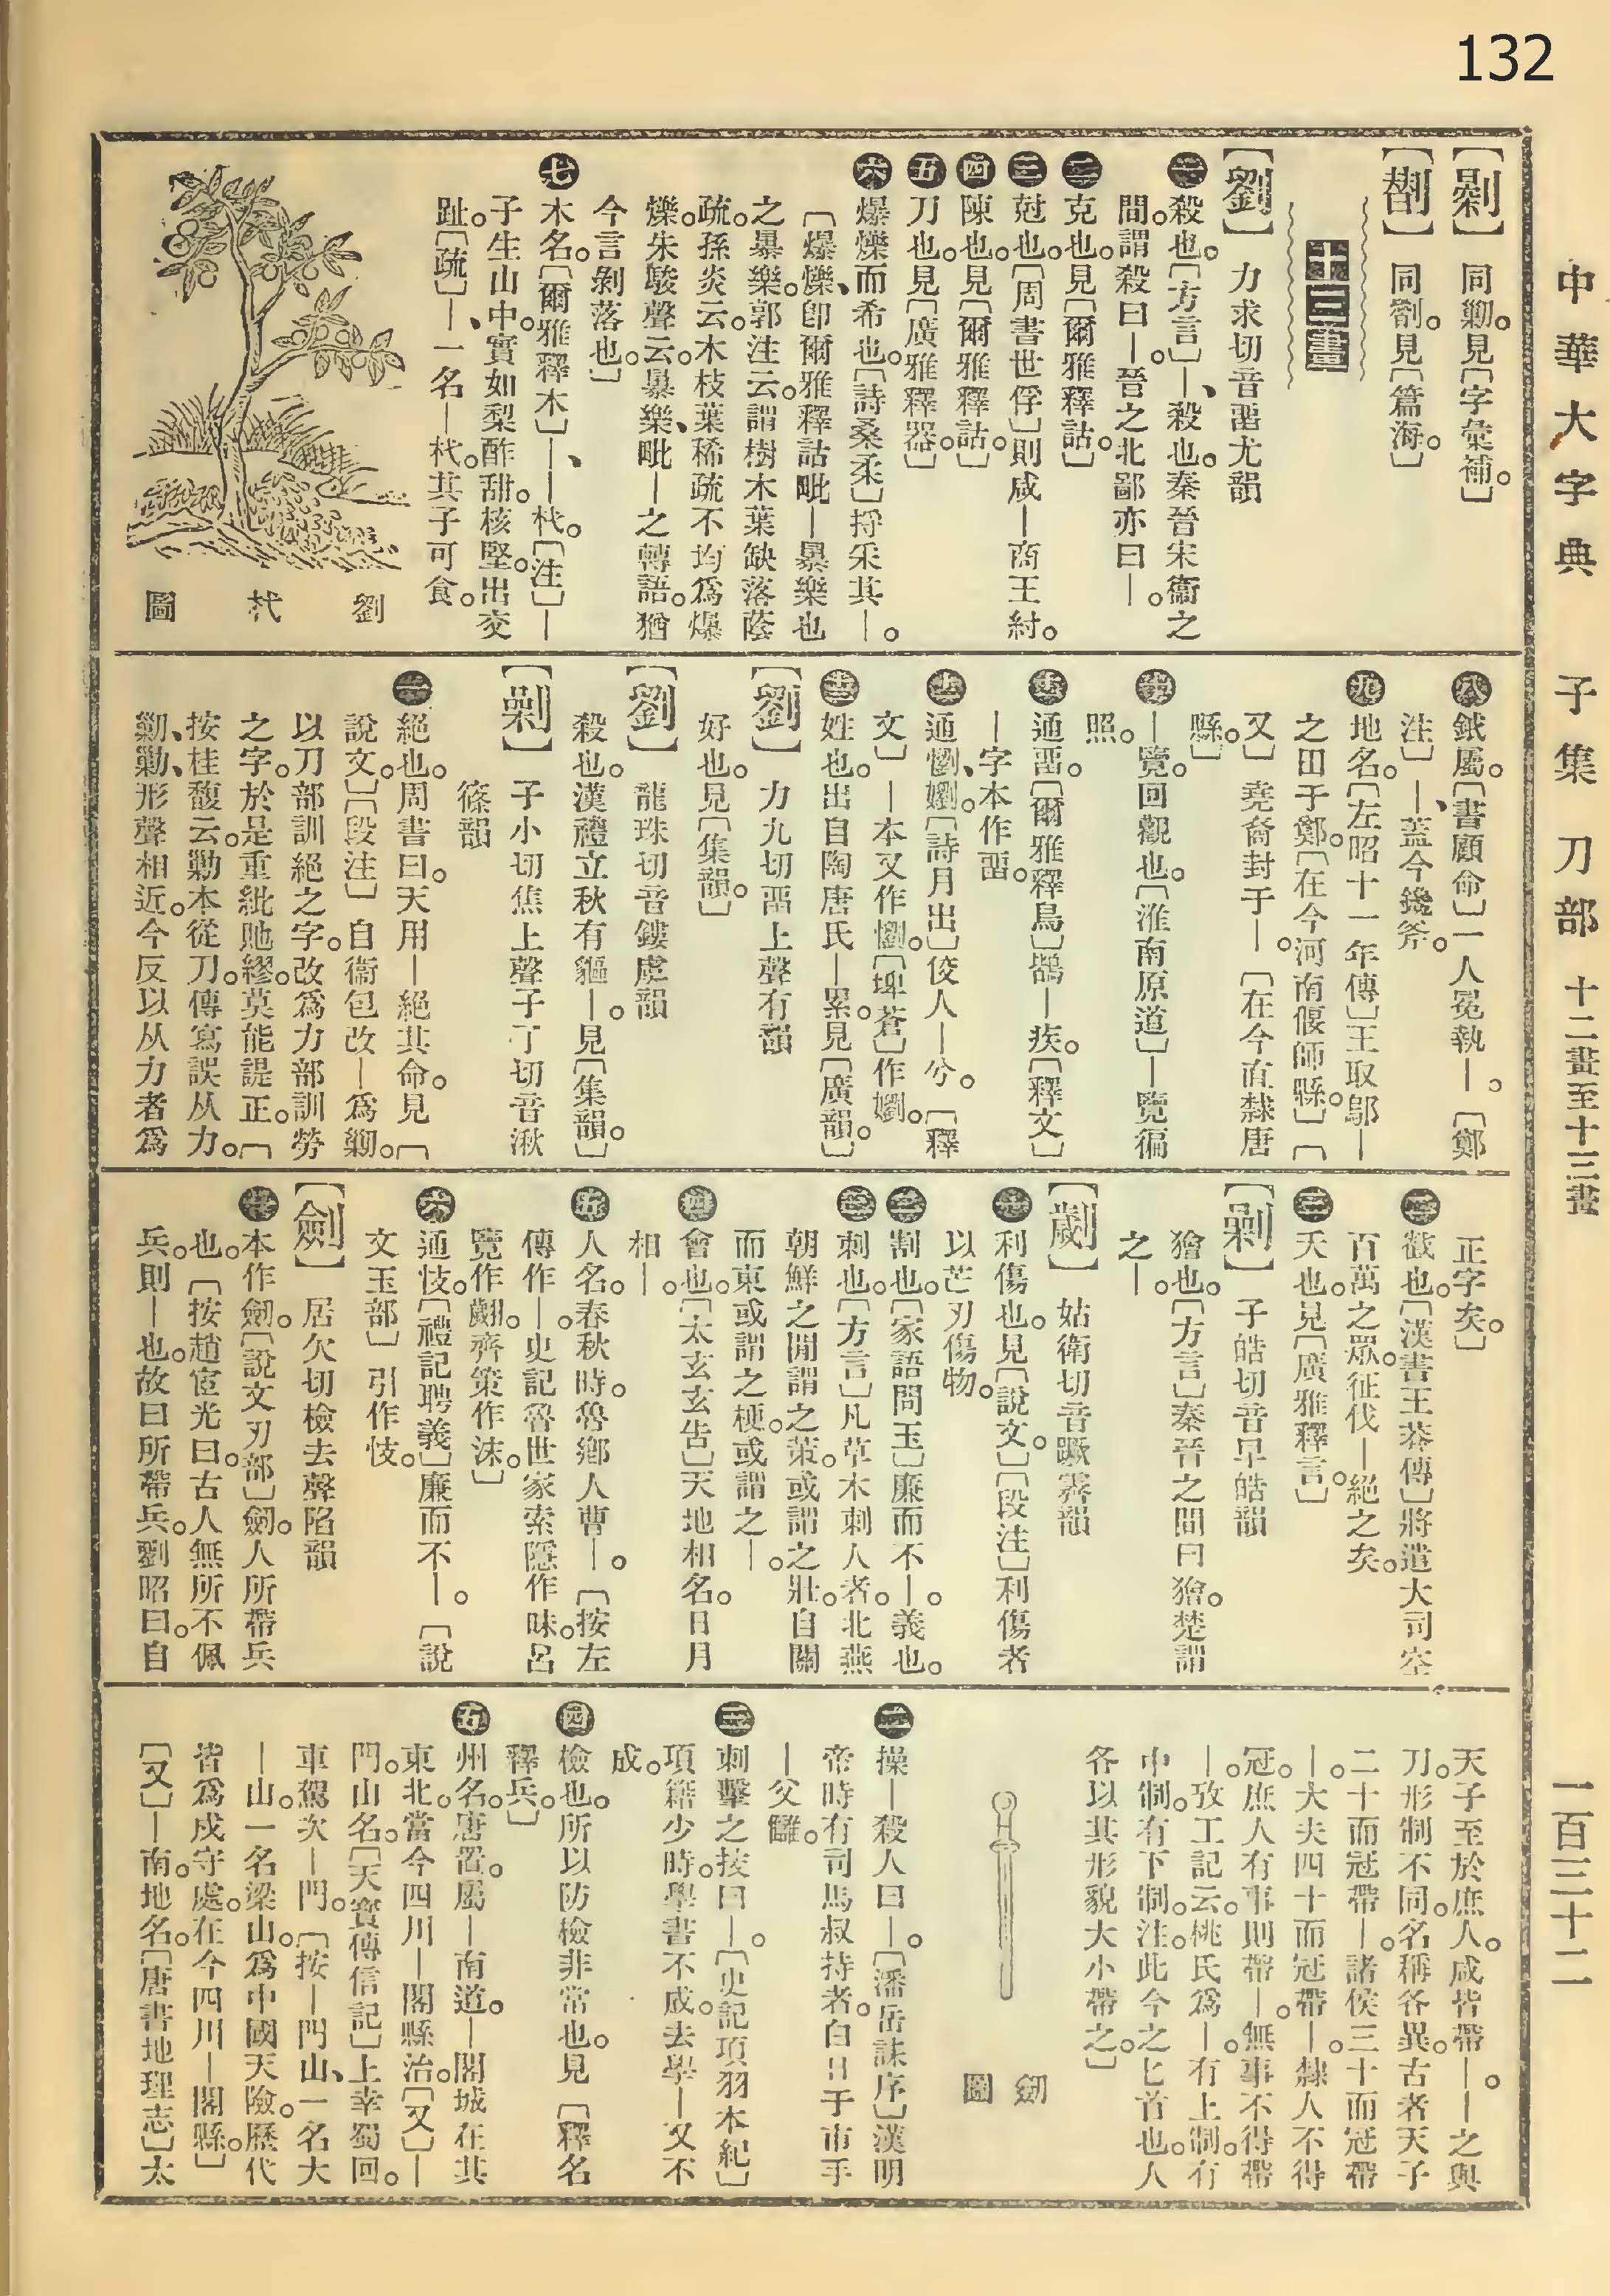 132
中華大字典 子集 刀部 十二畫至十三畫 一百三十二
同剿。見〔字彙補。〕
同劄。見〔篇海。〕
十三畫
〔劉〕 力求切音畱尤韻
㊀殺也。〔方言〕｜、殺也。秦晉宋衞之
間。謂殺曰｜。晉之北鄙亦曰｜。
㊁克也。見〔爾雅釋詁。〕
㊂尅也。〔周書世俘〕則咸｜商王紂。
㊃陳也。見〔爾雅釋詁。〕
㊄刀也。見〔廣雅釋器。〕
㊅爆爍而希也。〔詩桑柔〕捋采其｜。
〔爆爍、卽爾雅釋詁毗｜暴樂也
之暴樂。郭注云。謂樹木葉缺落蔭
疏。孫炎云。木枝葉稀疏不均爲爆
爍。朱駿聲云。暴樂、毗｜之轉語。猶
今言剝落也。〕
㊆木名。〔爾雅釋木〕｜、｜杙。〔注〕｜
子生山中。實如梨。酢甜。核堅。出交
趾。〔疏〕｜、一名｜杙。其子可食。
劉杙圖
㊇鉞屬。〔書顧命〕一人冕執｜。〔鄭
注〕｜、蓋今鑱斧。
㊈地名。〔左昭十一年傳〕王取鄔｜
之田于鄭。〔在今河南偃師縣。〕〔
又〕堯裔封于｜。〔在今直隸唐
縣。〕
㊉｜覽。回觀也。〔淮南原道〕｜覽徧
照。
通畱。〔爾雅釋鳥〕鶹｜疾。〔釋文〕
｜字本作畱。
通懰、嬼。〔詩月出〕佼人｜兮。〔釋
文〕｜本又作懰。〔埤蒼〕作嬼。
姓也。出自陶唐氏｜累。見〔廣韻。〕
〔劉〕 力九切畱上聲有韻
好也。見〔集韻。〕
〔劉〕 龍珠切音鏤虞韻
殺也。漢禮立秋有貙｜。見〔集韻。〕
〔劋〕 子小切焦上聲子了切音湫
篠韻
㊀絕也。周書曰。天用｜絕其命。見〔
說文。〕〔段注〕自衞包改｜爲剿。
以刀部訓絕之字。改爲力部訓勞
之字。於是重紕貤繆。莫能諟正。〔
按桂馥云。勦本從刀。傳寫誤从力。
剿、勦、形聲相近。今反以从力者爲
正字矣。〕
㊁截也。〔漢書王莽傳〕將遣大司空
百萬之眾。征伐｜絕之矣。
㊂夭也。見〔廣雅釋言。〕
〔劋〕 子皓切音早皓韻
獪也。〔方言〕秦晉之間曰獪。楚謂
之｜。
〔劌〕 姑衛切音蹶霽韻
㊀利傷也。見〔說文。〕〔段注〕利傷者
以芒刃傷物。
㊁割也。〔家語問玉〕廉而不｜。義也。
㊂刺也。〔方言〕凡草木刺人者。北燕
朝鮮之閒謂之茦。或謂之壯。自關
而東或謂之梗。或謂之｜。
㊃會也。〔太玄玄告〕天地相名。日月
相｜。
㊄人名。春秋時。魯鄉人曹｜。〔按左
傳作｜。史記魯世家索隱作昧。呂
覽作翽。齊策作沬。〕
㊅通忮。〔禮記聘義〕廉而不｜。〔說
文玉部〕引作忮。
〔劍〕 居欠切檢去聲陷韻
㊀本作劒。〔說文刃部〕劒。人所帶兵
也。〔按趙宧光曰。古人無所不佩
兵。則｜也。故曰所帶兵。劉昭曰。自
天子至於庶人。咸皆帶｜。｜之與
刀。形制不同。名稱各異。古者天子
二十而冠帶｜。諸侯三十而冠帶
｜。大夫四十而冠帶｜。隸人不得
冠。庶人有事則帶｜。無事不得帶
｜。攷工記云。桃氏爲｜。有上制。有
中制。有下制。注。此今之匕首也。人
各以其形貌大小帶之。〕
劒圖
㊁操｜殺人曰｜。〔潘岳誄序〕漢明
帝時有司馬叔持者。白日于市手
｜父讎。
㊂刺擊之技曰｜。〔史記項羽本紀〕
項籍少時。學書不成。去學｜又不
成。
㊃檢也。所以防檢非常也。見〔釋名
釋兵。〕
㊄州名。唐置。屬｜南道。｜閣城在其
東北。當今四川｜閣縣治。〔又〕｜
門。山名。〔天寶傳信記〕上幸蜀回。
車駕次｜門。〔按｜門山、一名大
｜山。一名梁山。爲中國天險。歷代
皆爲戍守處。在今四川｜閣縣。〕
〔又〕｜南。地名。〔唐書地理志〕太